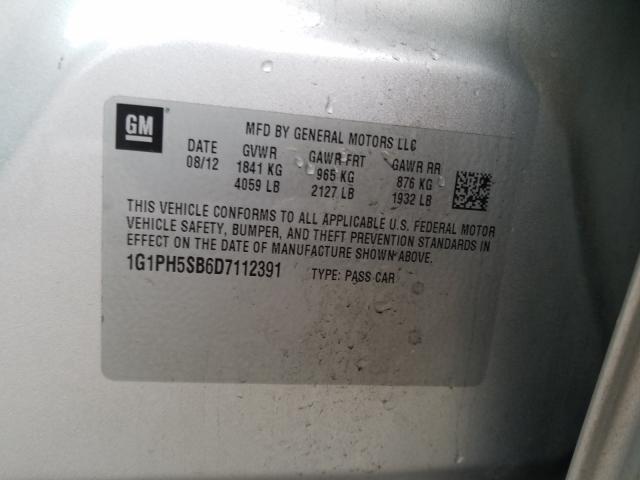 GM
MFD BY GENERAL MOTORS LLC
DATE GVWR GAWR FRT GAWR RR
08/12 1841 KG 965 KG 876 KG
4059 LB 2127 LB 1932 LB
THIS VEHICLE CONFORMS TO ALL APPLICABLE U.S. FEDERAL MOTOR
VEHICLE SAFETY, BUMPER, AND THEFT PREVENTION STANDARDS IN
EFFECT ON THE DATE OF MANUFACTURE SHOWN ABOVE.
1G1PH5SB6D7112391 TYPE: PASS CAR